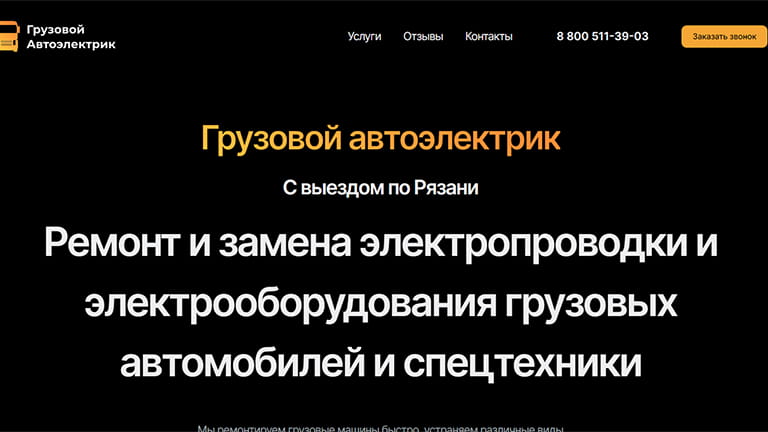 Грузовой
Автоэлектрик
Услуги Отзывы Контакты 8 800 511-39-03 Заказать звонок
Грузовой автоэлектрик
С выездом по Рязани
Ремонт и замена электропроводки и
электрооборудования грузовых
автомобилей и спецтехники
Мы ремонтируем грузовые машины быстро, устраняем различные виды